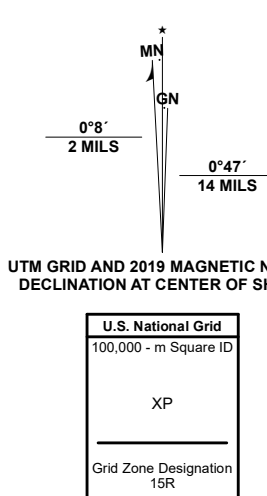 ★
MN
GN
0°8´
2 MILS
0°47´
14 MILS
UTM GRID AND 2019 MAGNETIC N
DECLINATION AT CENTER OF SH
U.S. National Grid
100,000 - m Square ID
XP
Grid Zone Designation
15R